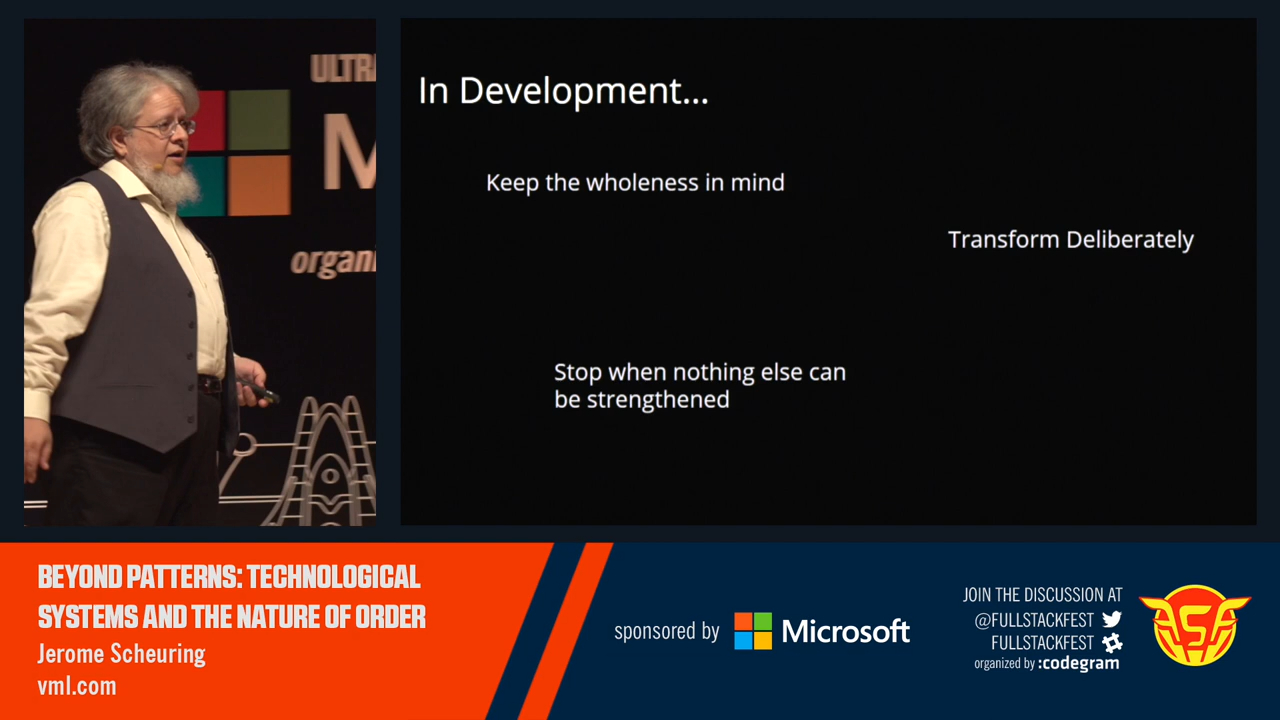 ULTR
M
organi
In Development...
Keep the wholeness in mind
Transform Deliberately
Stop when nothing else can
be strengthened
BEYOND PATTERNS: TECHNOLOGICAL
SYSTEMS AND THE NATURE OF ORDER
Jerome Scheuring
vml.com
sponsored by Microsoft
JOIN THE DISCUSSION AT
@FULLSTACKFEST
FULLSTACKFEST
organized by :codegram
FSF